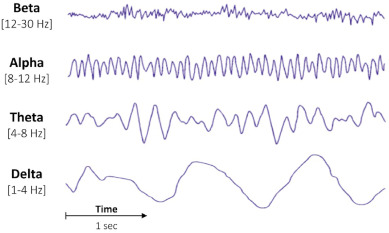 Beta
[12-30 Hz]
Alpha
[8-12 Hz]
Theta
[4-8 Hz]
Delta
[1-4 Hz]
Time
1 sec